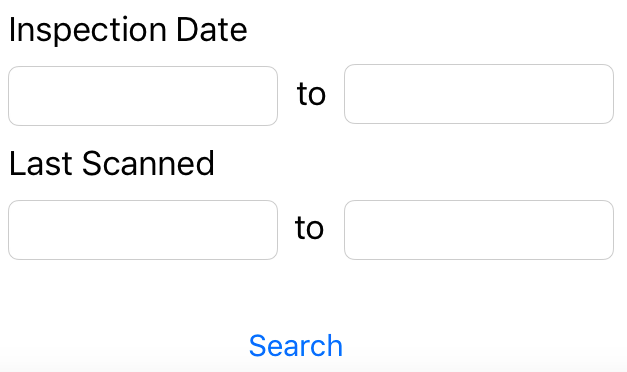 Inspection Date
to
Last Scanned
to
Search